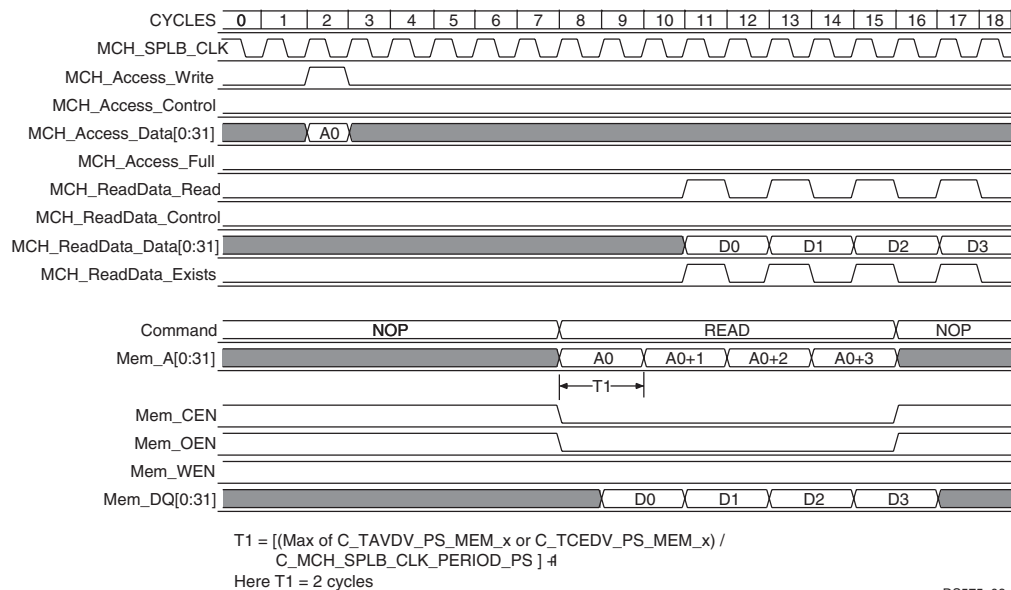 CYCLES 0 1 2 3 4 5 6 7 8 9 10 11 12 13 14 15 16 17 18
MCH_SPLB_CLK
MCH_Access_Write
MCH_Access_Control
MCH_Access_Data[0:31] A0
MCH_Access_Full
MCH_ReadData_Read
MCH_ReadData_Control
MCH_ReadData_Data[0:31] D0 D1 D2 D3
MCH_ReadData_Exists
Command NOP READ NOP
Mem_A[0:31] A0 A0+1 A0+2 A0+3
T1
Mem_CEN
Mem_OEN
Mem_WEN
Mem_DQ[0:31] D0 D1 D2 D3
T1 = [(Max of C_TAVDV_PS_MEM_x or C_TCEDV_PS_MEM_x) /
C_MCH_SPLB_CLK_PERIOD_PS ] +1
Here T1 = 2 cycles